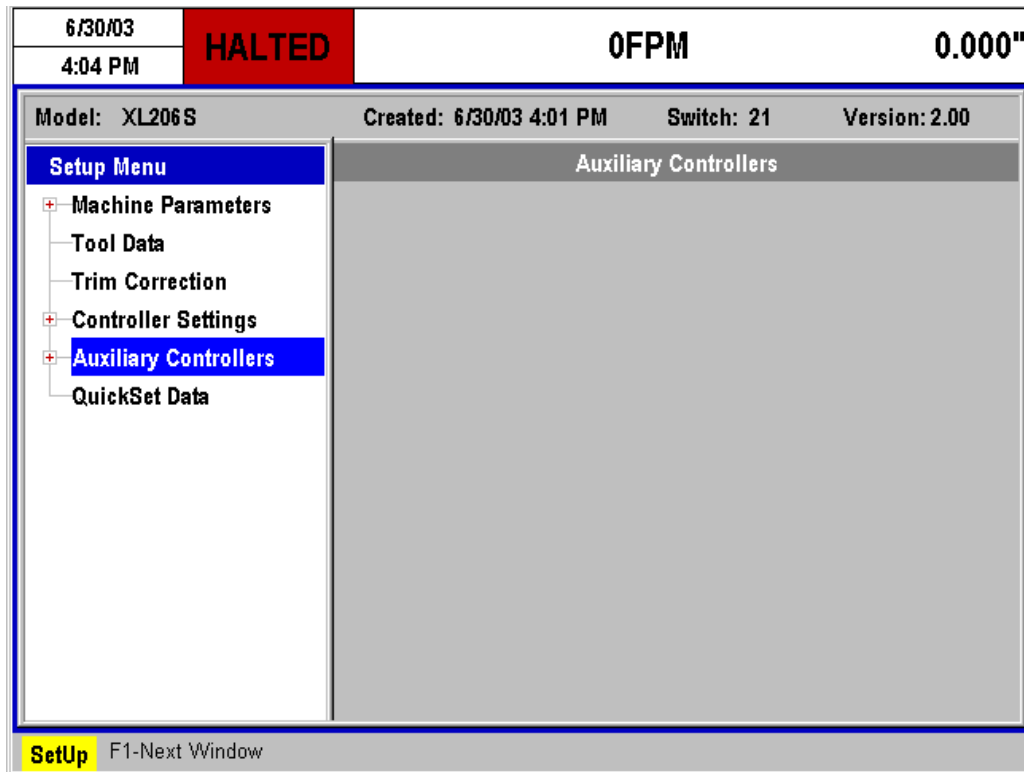 6/30/03
4:04 PM
HALTED
0FPM
0.000"
Model: XL206S Created: 6/30/03 4:01 PM Switch: 21 Version: 2.00
Setup Menu
Machine Parameters
Tool Data
Trim Correction
Controller Settings
Auxiliary Controllers
QuickSet Data
Auxiliary Controllers
SetUp F1-Next Window